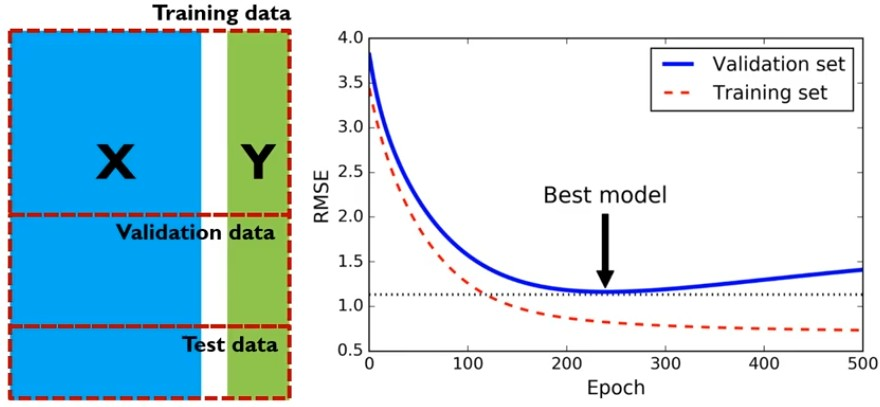 Training data
X
Y
Validation data
Test data
4.0
3.5
3.0
2.5
2.0
1.5
1.0
0.5
RMSE
Validation set
Training set
Best model
0
100
200
300
400
500
Epoch